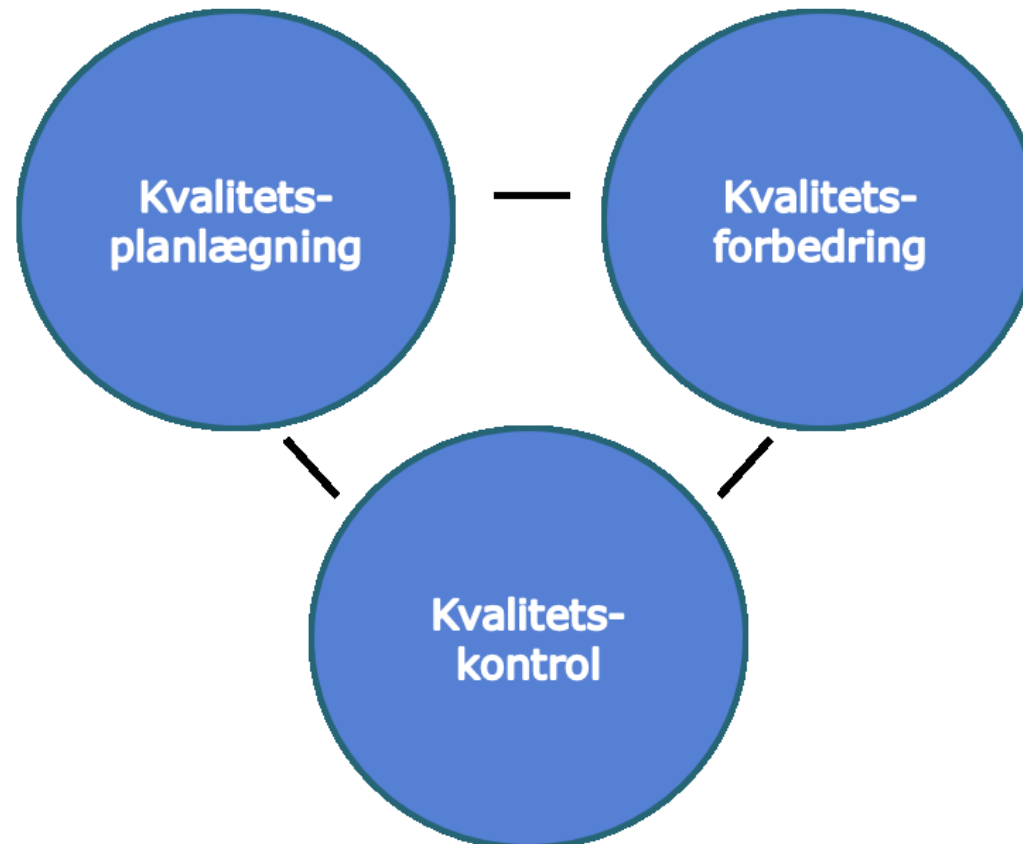 Kvalitets-
planlægning
Kvalitets-
forbedring
Kvalitets-
kontrol